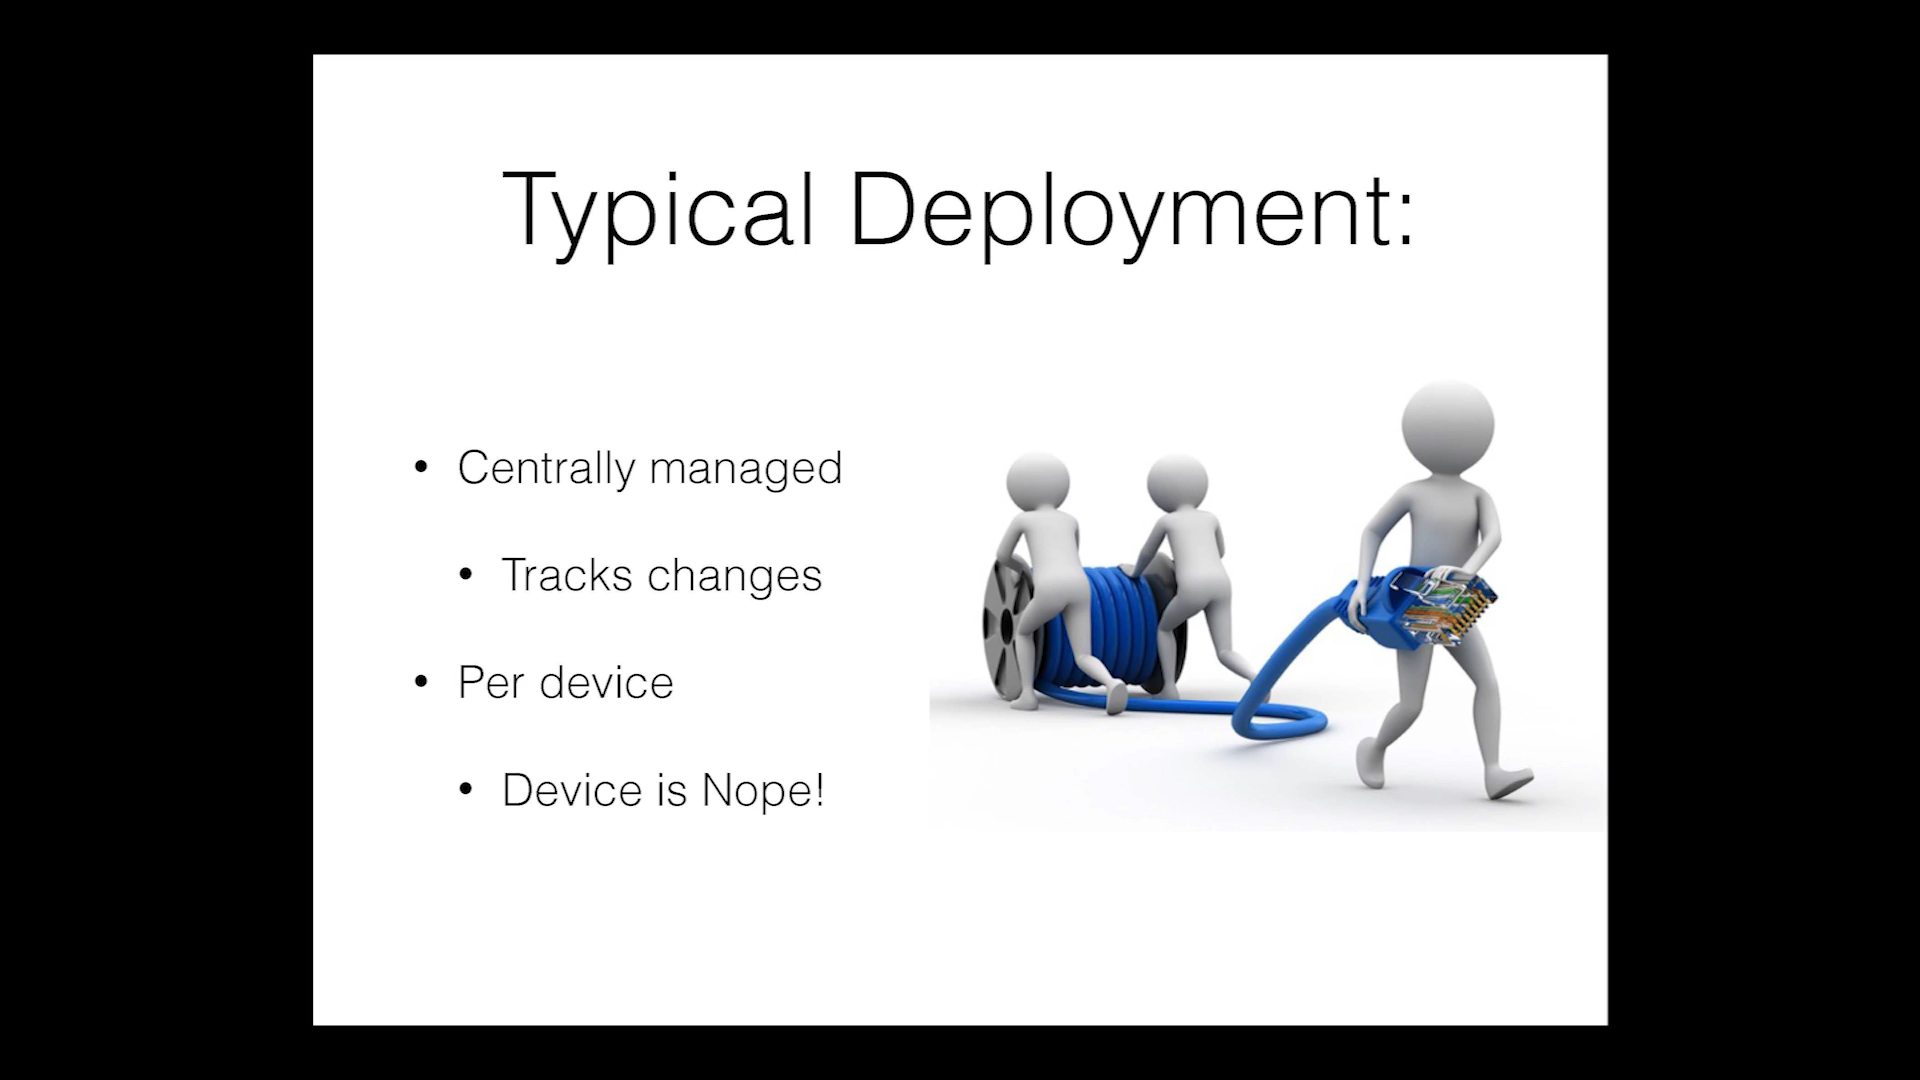 Typical Deployment:
• Centrally managed
• Tracks changes
• Per device
• Device is Nope!